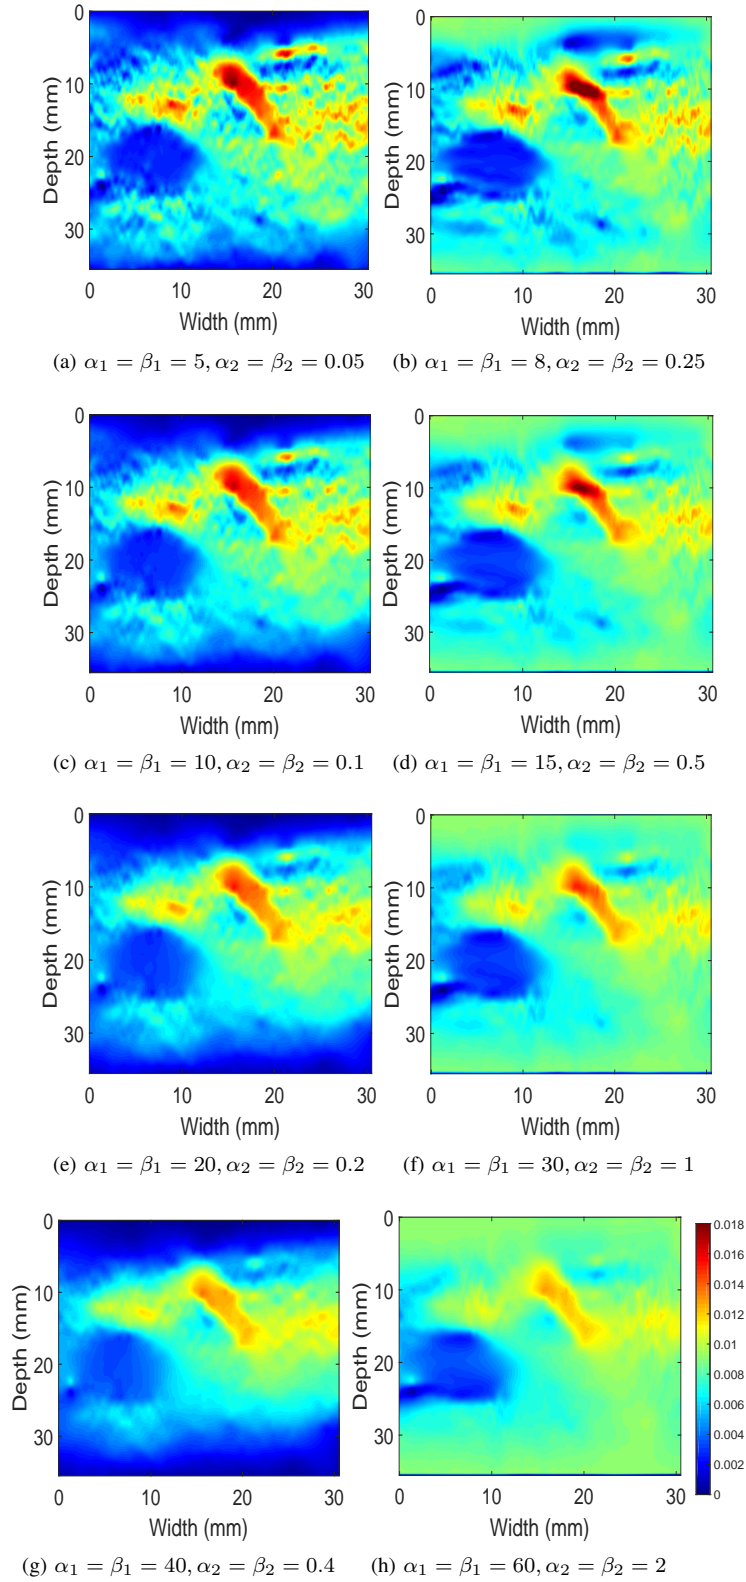 0
10
20
30
Depth (mm)
0 10 20 30
Width (mm)
0
10
20
30
Depth (mm)
0 10 20 30
Width (mm)
(a) α₁ = β₁ = 5, α₂ = β₂ = 0.05 (b) α₁ = β₁ = 8, α₂ = β₂ = 0.25
0
10
20
30
Depth (mm)
0 10 20 30
Width (mm)
0
10
20
30
Depth (mm)
0 10 20 30
Width (mm)
(c) α₁ = β₁ = 10, α₂ = β₂ = 0.1 (d) α₁ = β₁ = 15, α₂ = β₂ = 0.5
0
10
20
30
Depth (mm)
0 10 20 30
Width (mm)
0
10
20
30
Depth (mm)
0 10 20 30
Width (mm)
(e) α₁ = β₁ = 20, α₂ = β₂ = 0.2 (f) α₁ = β₁ = 30, α₂ = β₂ = 1
0
10
20
30
Depth (mm)
0 10 20 30
Width (mm)
0
10
20
30
Depth (mm)
0 10 20 30
Width (mm)
0.018
0.016
0.014
0.012
0.010
0.008
0.006
0.004
0.002
0
(g) α₁ = β₁ = 40, α₂ = β₂ = 0.4 (h) α₁ = β₁ = 60, α₂ = β₂ = 2